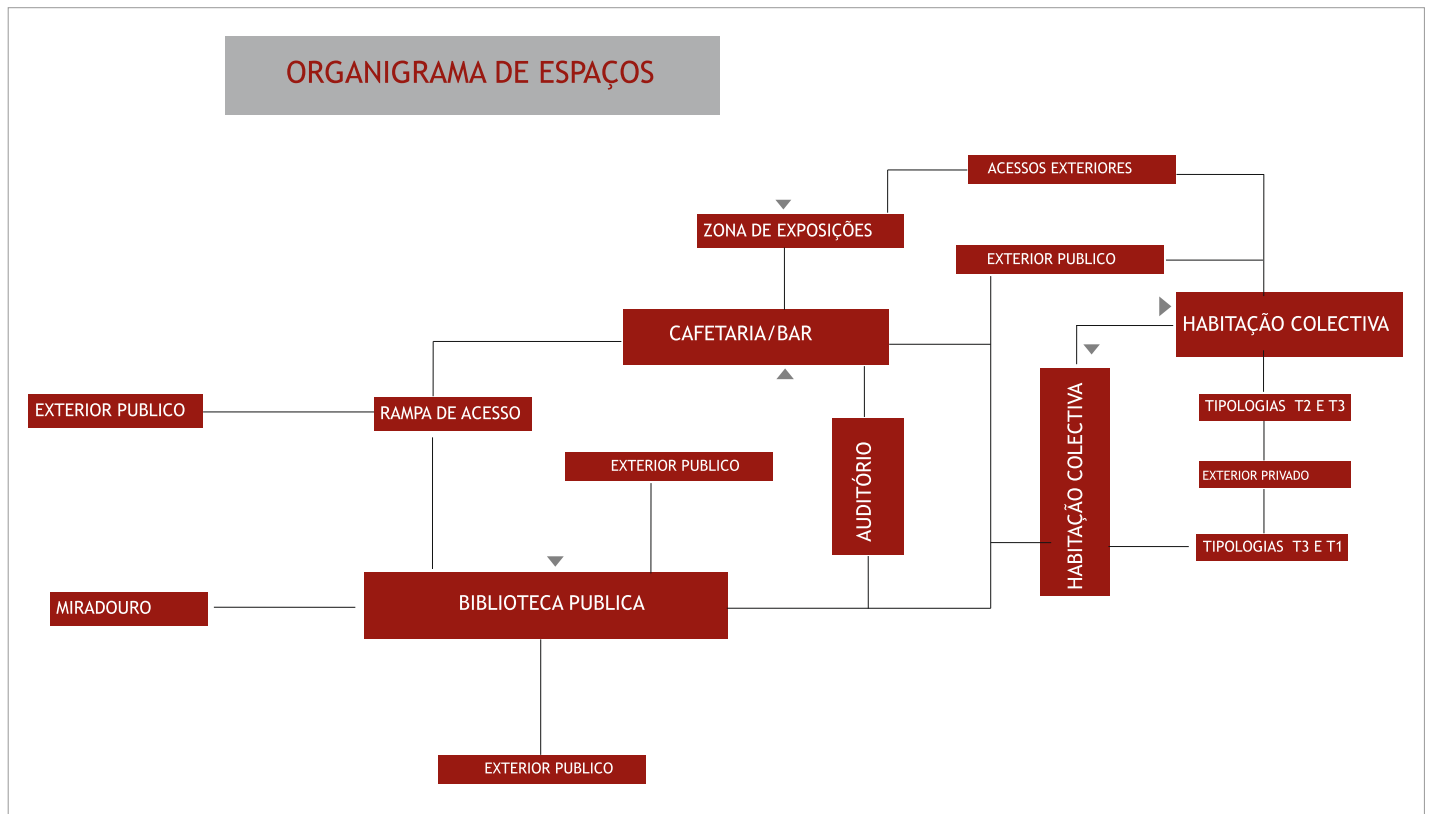 ORGANIGRAMA DE ESPAÇOS
ACESSOS EXTERIORES
ZONA DE EXPOSIÇÕES
EXTERIOR PUBLICO
CAFETARIA/BAR
HABITAÇÃO COLECTIVA
EXTERIOR PUBLICO
RAMPA DE ACESSO
TIPOLOGIAS T2 E T3
EXTERIOR PUBLICO
AUDITÓRIO
HABITAÇÃO COLECTIVA
EXTERIOR PRIVADO
TIPOLOGIAS T3 E T1
MIRADOURO
BIBLIOTECA PUBLICA
EXTERIOR PUBLICO